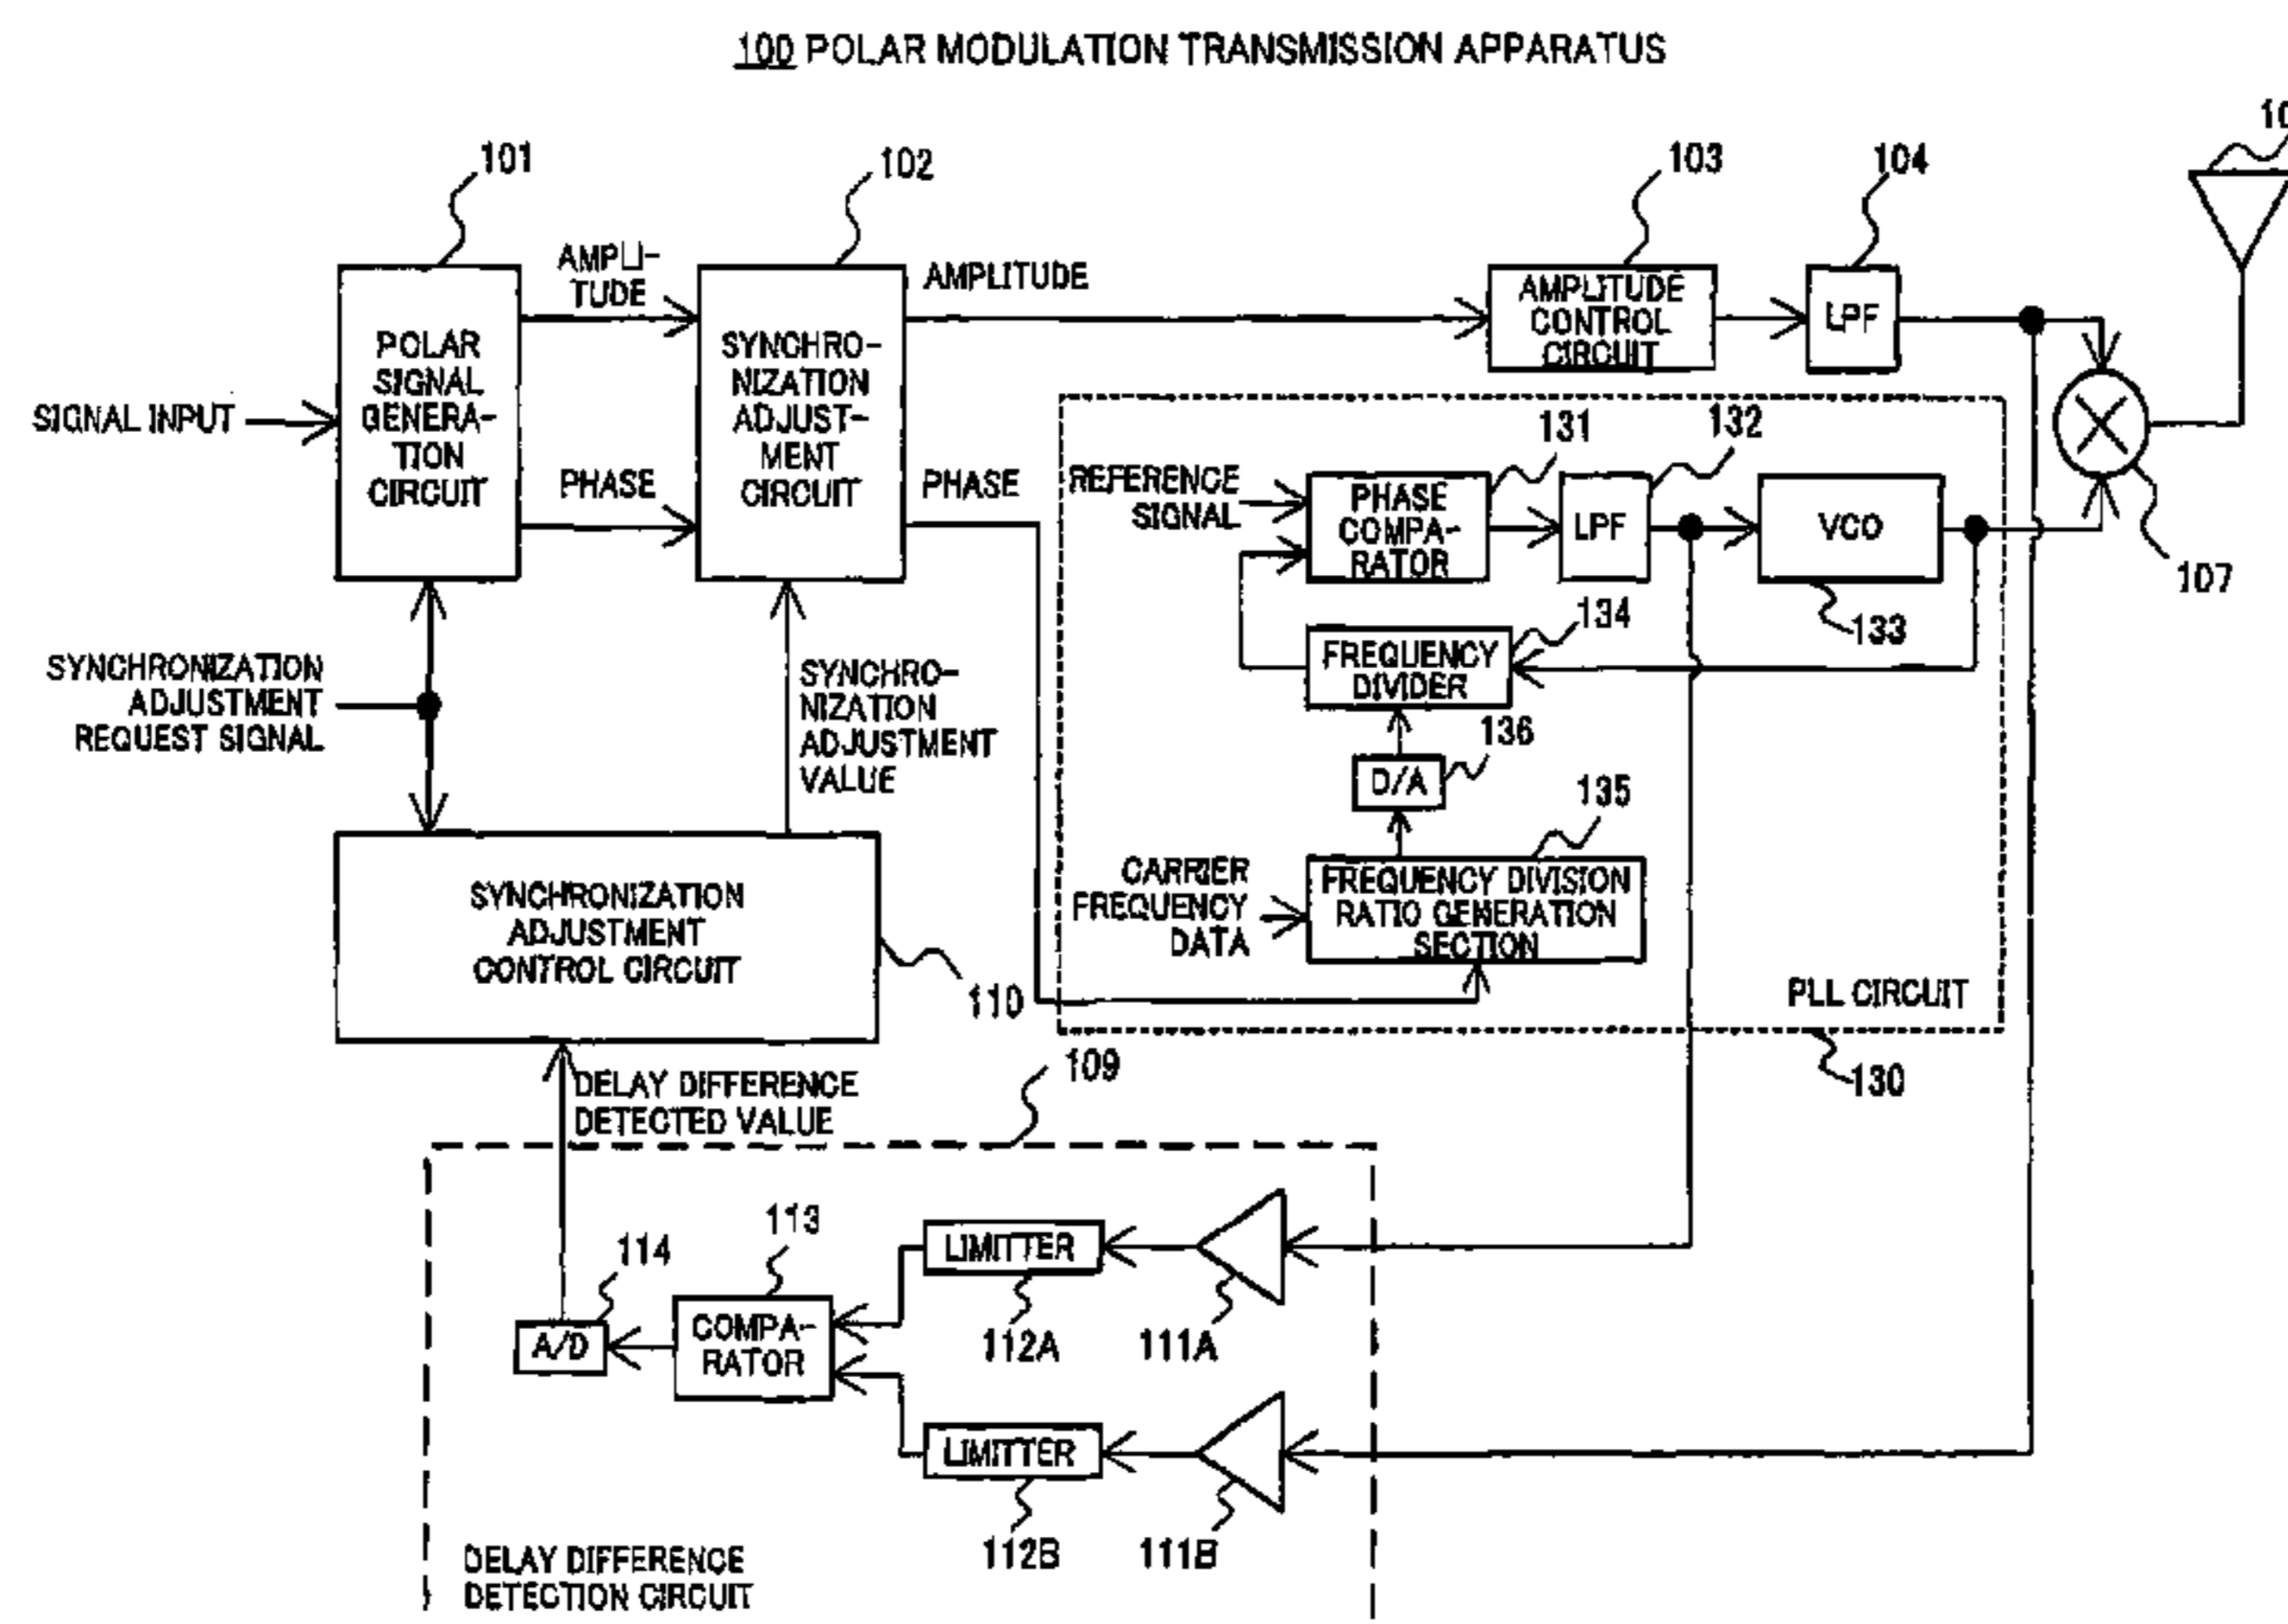 100 POLAR MODULATION TRANSMISSION APPARATUS
101
102
103
104
AMPLI-
TUDE
AMPLITUDE
POLAR
SIGNAL
GENERA-
TION
CIRCUIT
SYNCHRO-
NIZATION
ADJUST-
MENT
CIRCUIT
AMPLITUDE
CONTROL
CIRCUIT
LPF
SIGNAL INPUT
PHASE
PHASE
131
132
REFERENCE
SIGNAL
PHASE
COMPA-
RATOR
LPF
VCO
107
133
134
FREQUENCY
DIVIDER
SYNCHRONIZATION
ADJUSTMENT
REQUEST SIGNAL
SYNCHRO-
NIZATION
ADJUSTMENT
VALUE
136
D/A
135
CARRIER
FREQUENCY
DATA
FREQUENCY DIVISION
RATIO GENERATION
SECTION
SYNCHRONIZATION
ADJUSTMENT
CONTROL CIRCUIT
110
PLL CIRCUIT
130
109
DELAY DIFFERENCE
DETECTED VALUE
113
114
LIMITTER
112A
111A
COMPA-
RATOR
A/D
LIMITTER
112B
111B
DELAY DIFFERENCE
DETECTION CIRCUIT